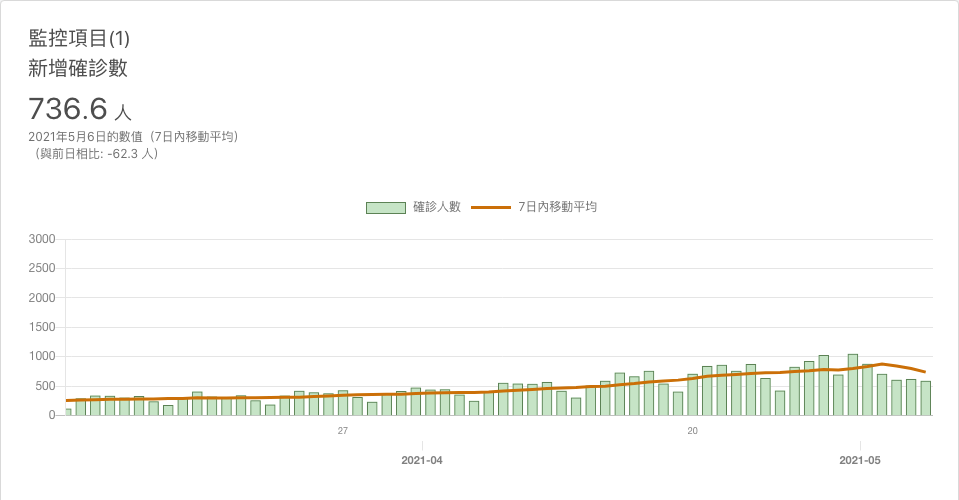 監控項目(1)
新增確診數
736.6 人
2021年5月6日的數值（7日內移動平均）
（與前日相比: -62.3 人）
確診人數 7日內移動平均
3000
2500
2000
1500
1000
500
0
27 20
2021-04 2021-05